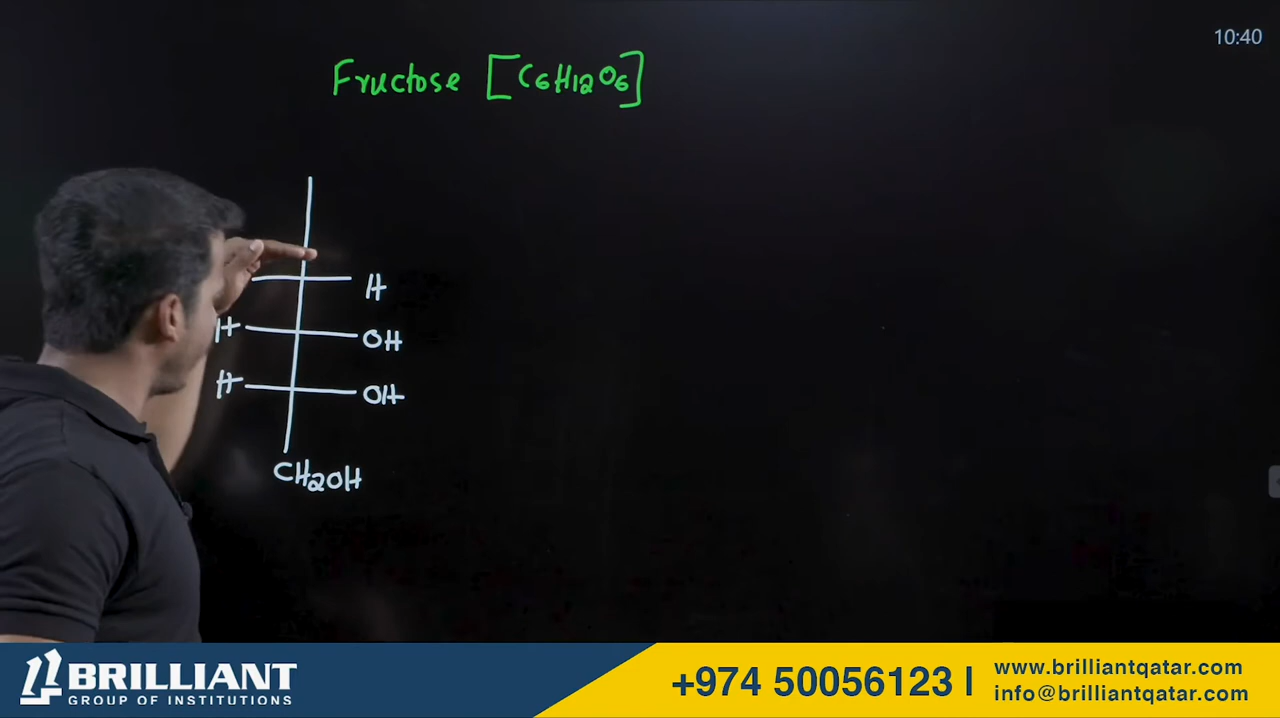 10:40
Fructose [C6H12O6]
H
H OH
H OH
CH2OH
BRILLIANT
GROUP OF INSTITUTIONS
+974 50056123 |
www.brilliantqatar.com
info@brilliantqatar.com